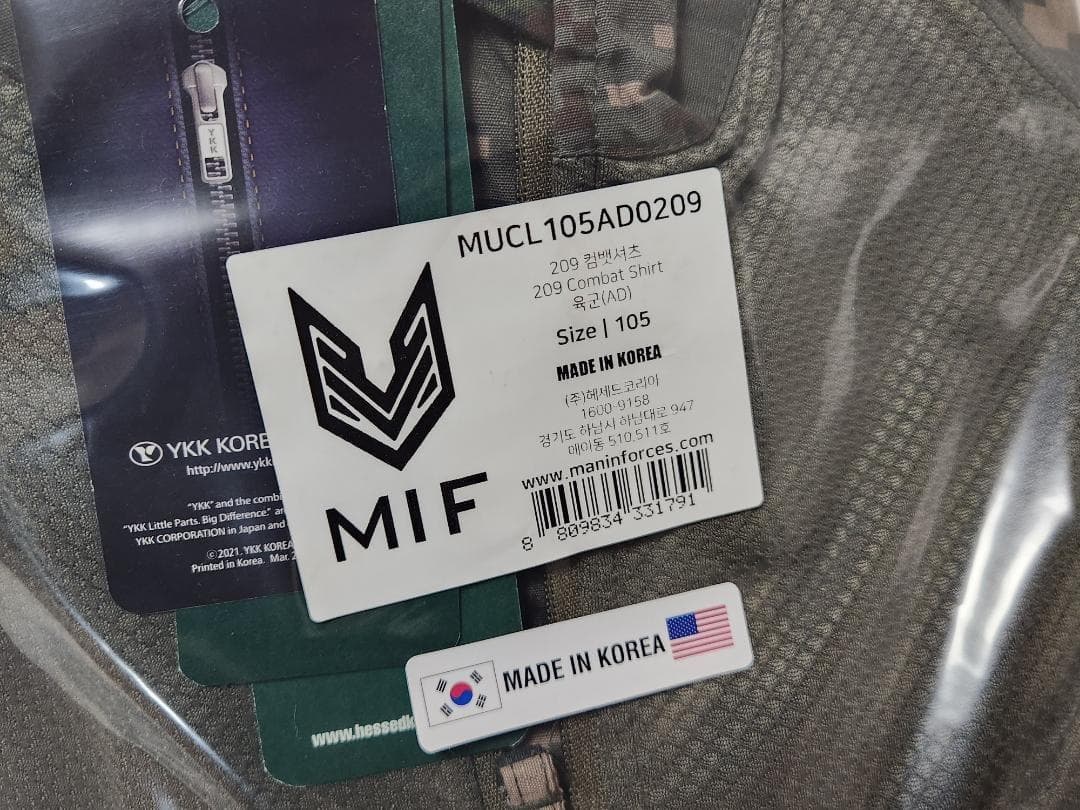 YKK
MUCL105AD0209
209 컴뱃셔츠
209 Combat Shirt
육군(AD)
Size | 105
MADE IN KOREA
(주)헤세드코리아
1600-9158
경기도 하남시 하남대로 947
에이동 510,511호
www.maninforces.com
8 809834 331791
MIF
YKK KORE
http://www.ykk
"YKK" and the combi
"YKK Little Parts. Big Difference."
YKK CORPORATION in Japan and
© 2021. YKK KOREA
Printed in Korea. Mar.
MADE IN KOREA
www.hessedk